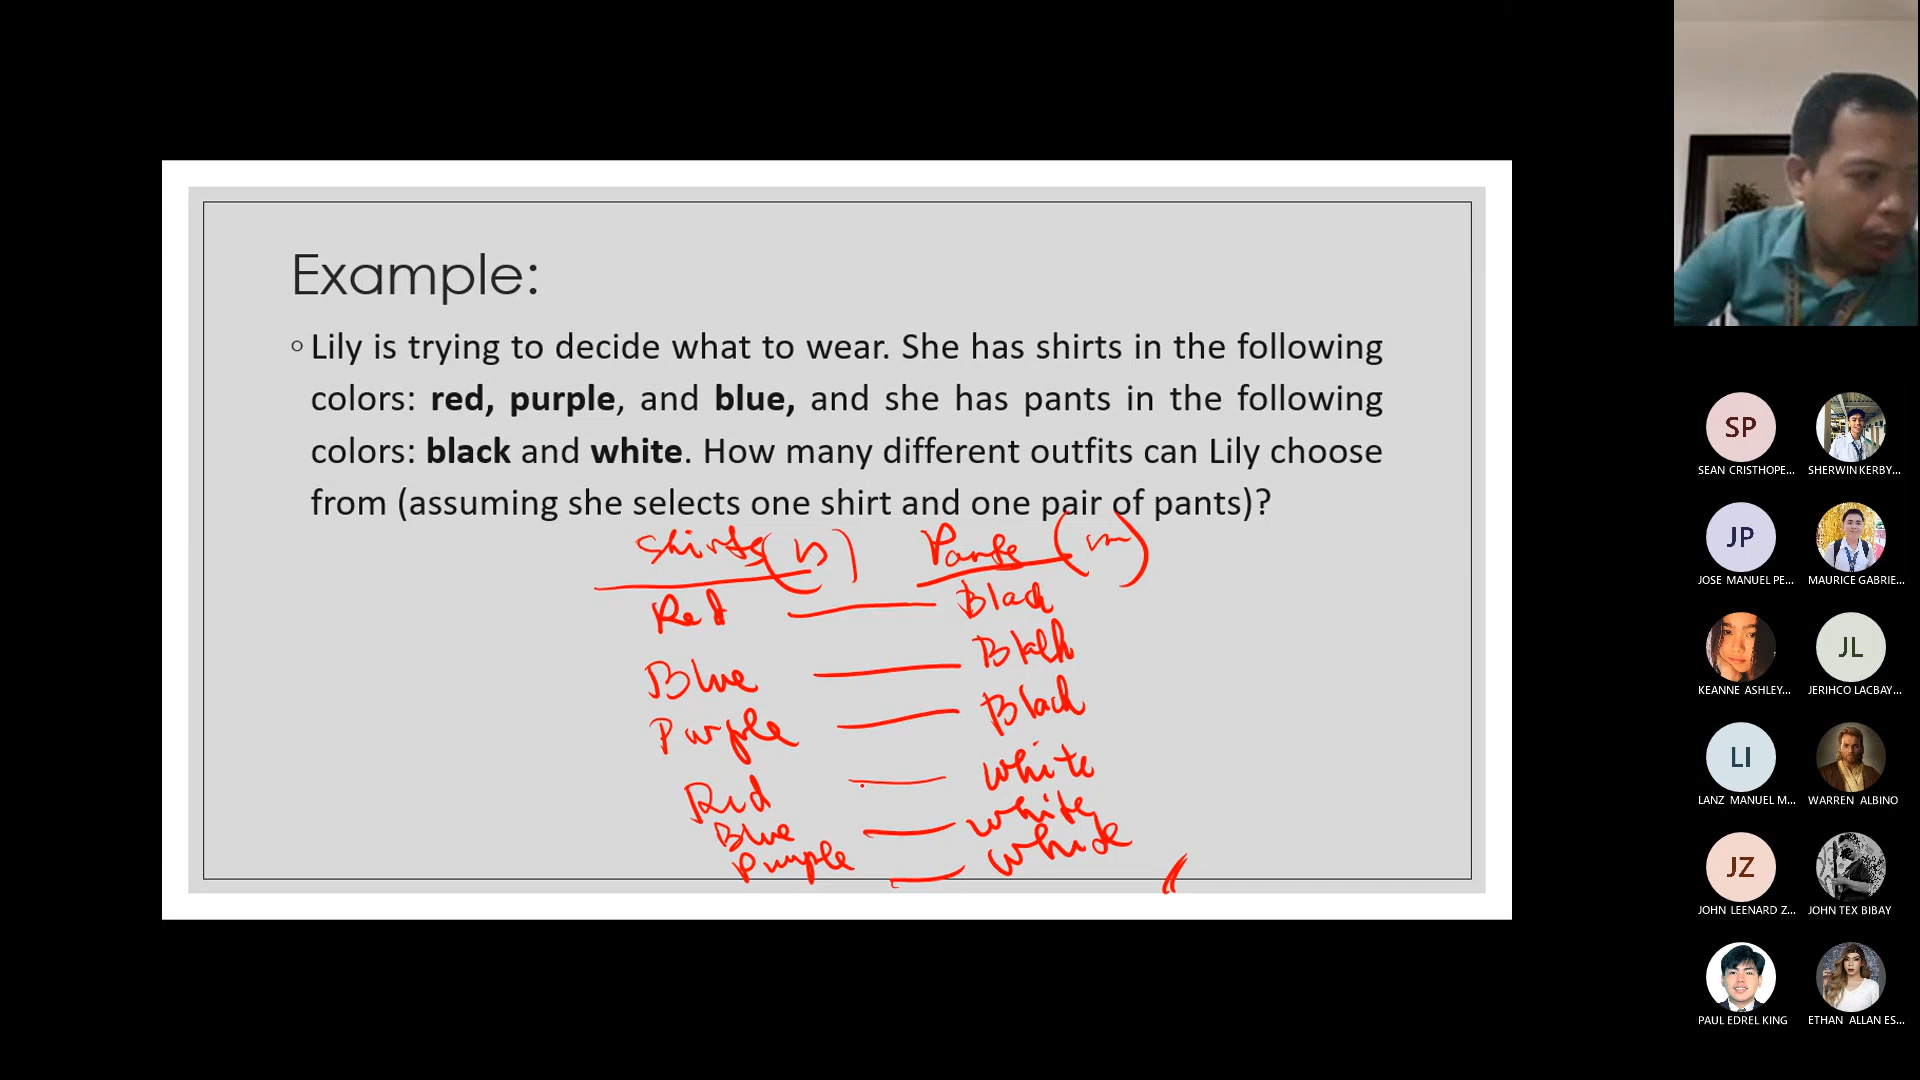 Example:
Lily is trying to decide what to wear. She has shirts in the following
colors: red, purple, and blue, and she has pants in the following
colors: black and white. How many different outfits can Lily choose
from (assuming she selects one shirt and one pair of pants)?
Shirts (n) Pants (m)
Red Black
Blue Black
Purple Black
Red white
Blue white
Purple white
SP
SEAN CRISTHOPE... SHERWIN KERBY...
JP
JOSE MANUEL PE... MAURICE GABRIE...
JL
KEANNE ASHLEY... JERIHCO LACBAY...
LI
LANZ MANUEL M... WARREN ALBINO
JZ
JOHN LEENARD Z... JOHN TEX BIBAY
PAUL EDREL KING ETHAN ALLAN ES...